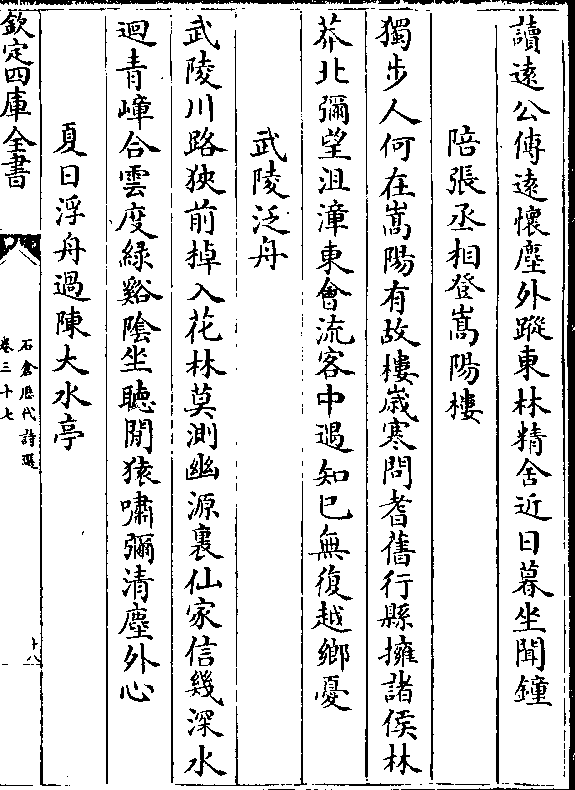 讀遠公傳遠懷塵外蹤東林精舍近日暮坐聞鐘
陪張丞相登嵩陽樓
獨步人何在嵩陽有故樓歲寒問耆舊行縣擁諸侯林
莽北彌望沮漳東會流客中遇知已無復越鄉憂
武陵泛舟
武陵川路狹前棹入花林莫測幽源裏仙家信幾深水
迴青嶂合雲度綠谿陰坐聽閒猿嘯彌清塵外心
夏日浮舟過陳大水亭
欽定四庫全書
石倉歷代詩選
卷三十七
十八